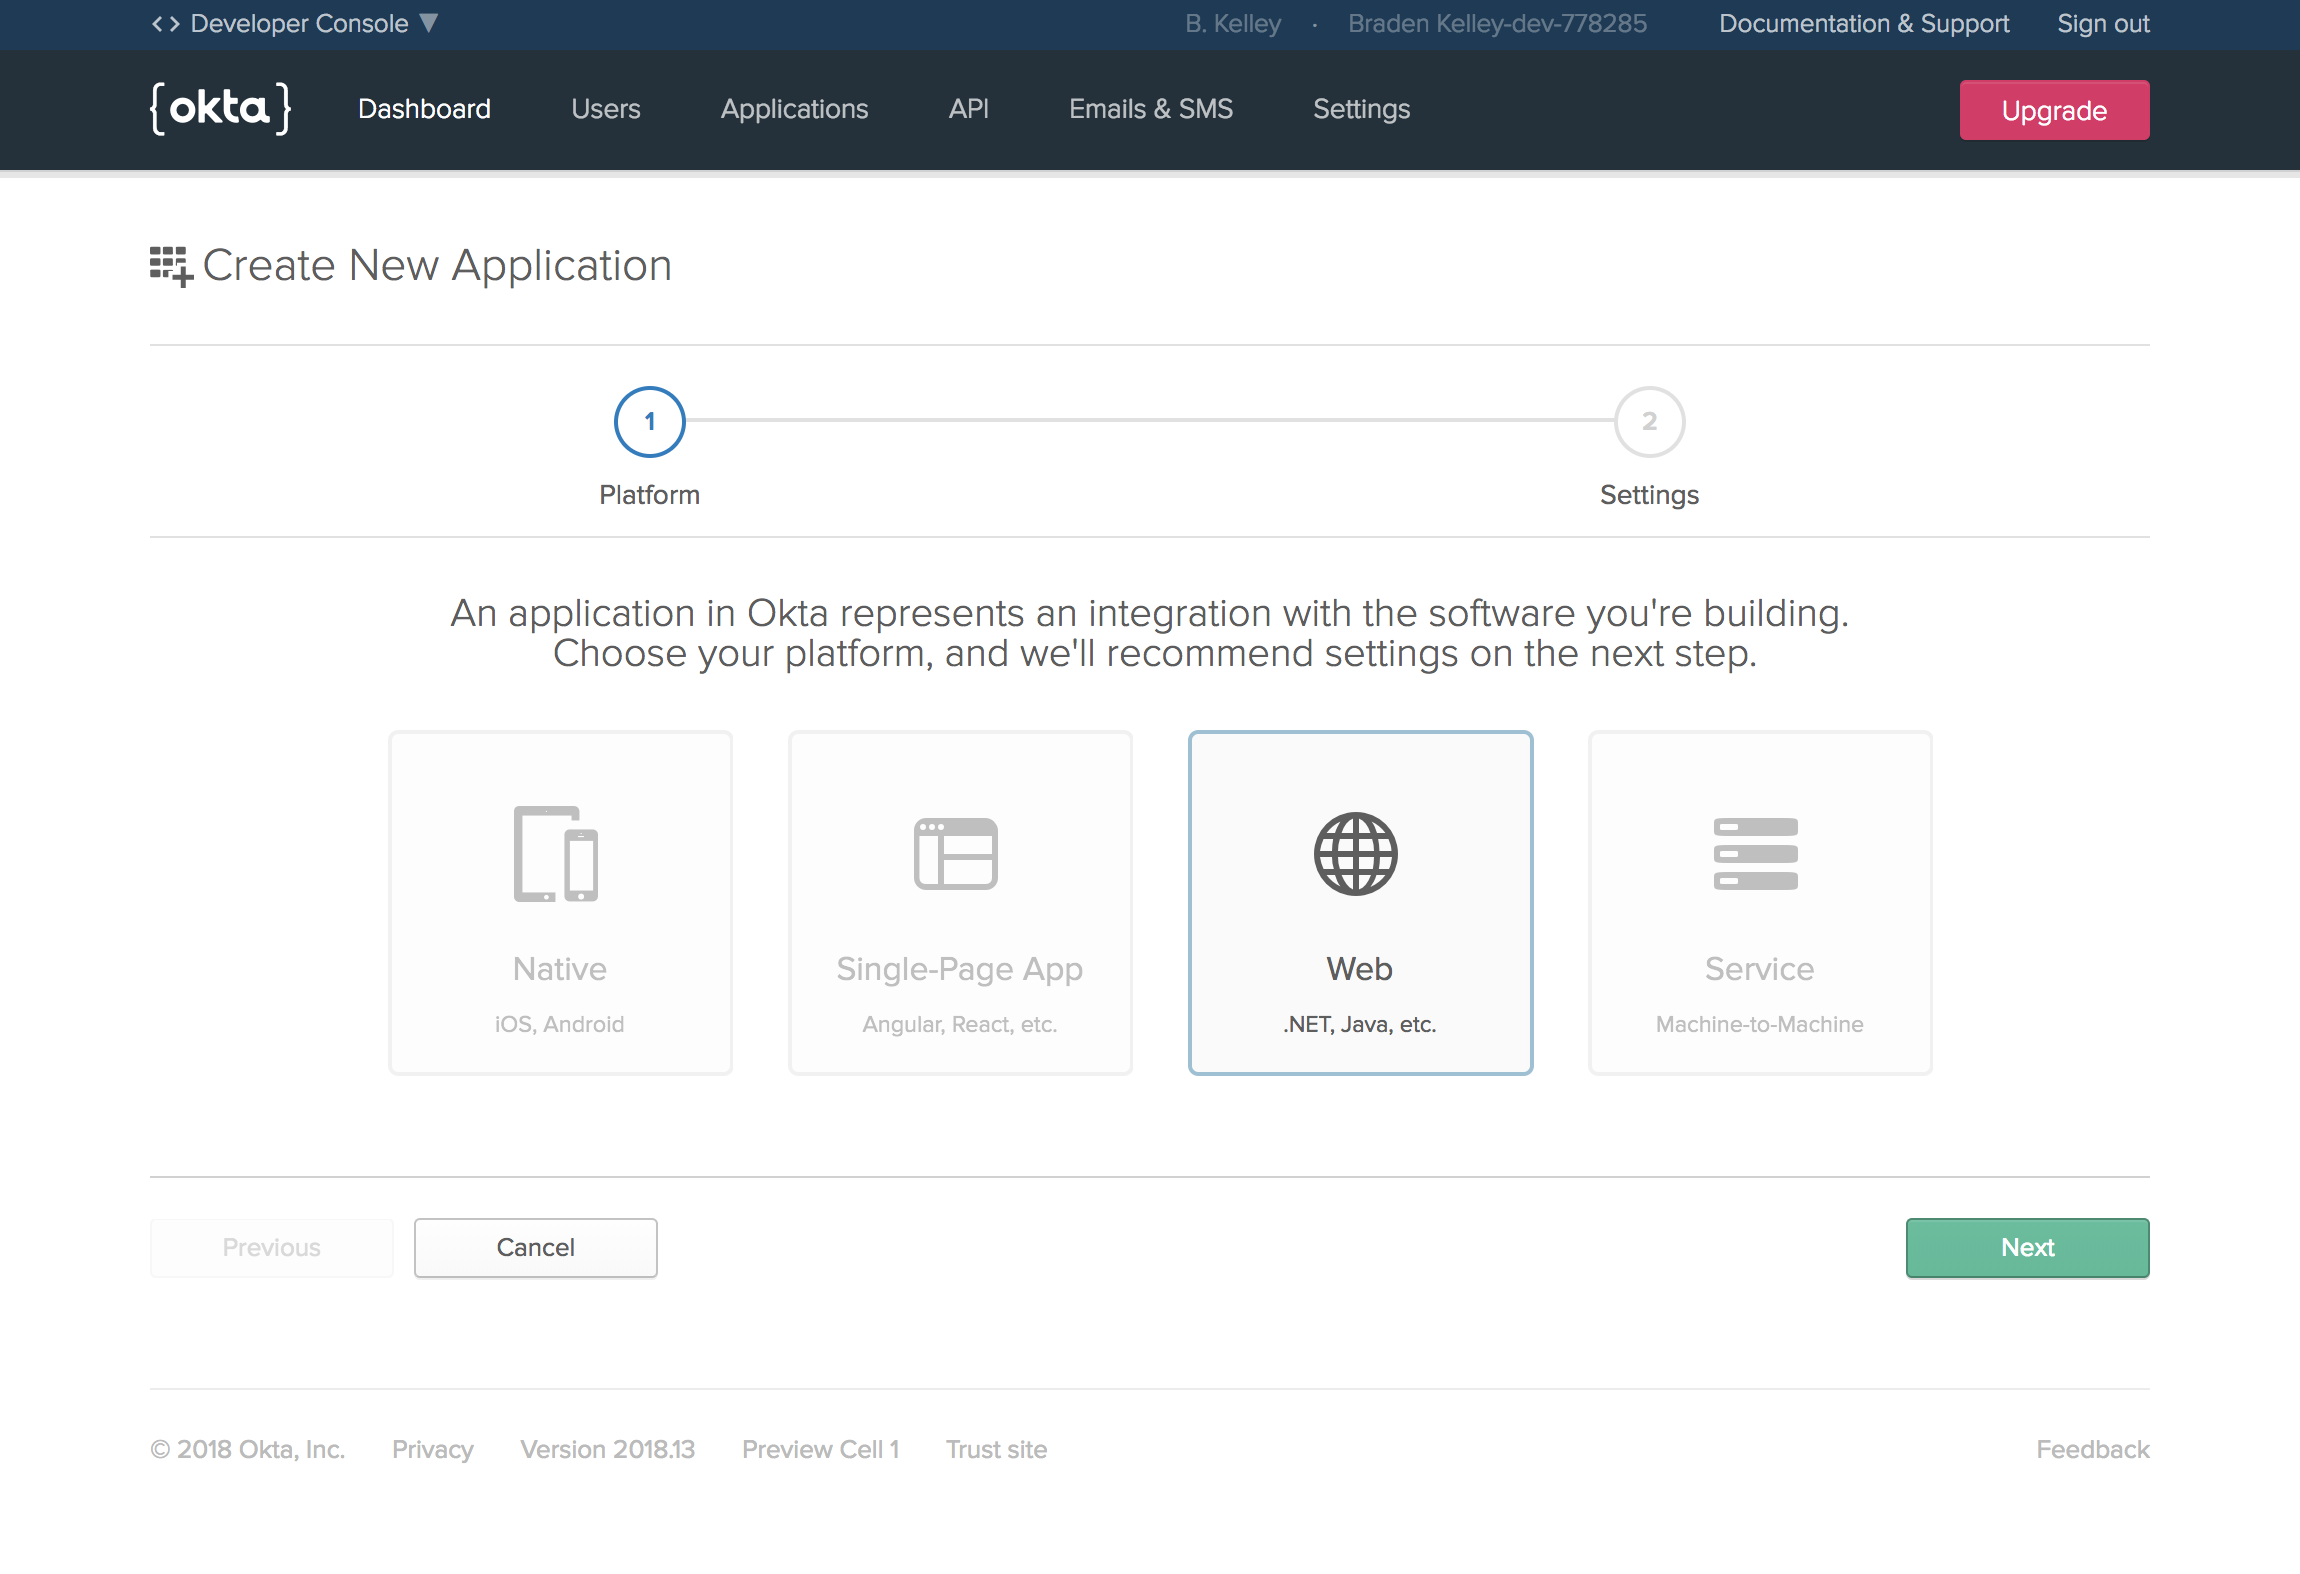 Developer Console B. Kelley · Braden Kelley-dev-778285 Documentation & Support Sign out
{okta} Dashboard Users Applications API Emails & SMS Settings Upgrade
Create New Application
1 2
Platform Settings
An application in Okta represents an integration with the software you're building.
Choose your platform, and we'll recommend settings on the next step.
Native Single-Page App Web Service
iOS, Android Angular, React, etc. .NET, Java, etc. Machine-to-Machine
Previous Cancel Next
© 2018 Okta, Inc. Privacy Version 2018.13 Preview Cell 1 Trust site Feedback